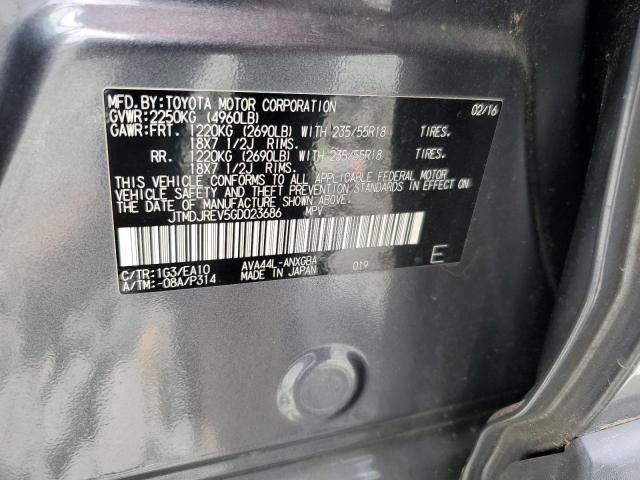 MFD.BY:TOYOTA MOTOR CORPORATION 02/16
GVWR:2250KG (4960LB)
GAWR:FRT. 1220KG (2690LB) WITH 235/55R18 TIRES.
18X7 1/2J RIMS.
RR. 1220KG (2690LB) WITH 235/55R18 TIRES.
18X7 1/2J RIMS.
THIS VEHICLE CONFORMS TO ALL APPLICABLE FEDERAL MOTOR
VEHICLE SAFETY AND THEFT PREVENTION STANDARDS IN EFFECT ON
THE DATE OF MANUFACTURE SHOWN ABOVE.
JTMDJREV5GD023686 MPV
C/TR:1G3/EA10 AVA44L-ANXGBA 019 E
A/TM:-08A/P314 MADE IN JAPAN